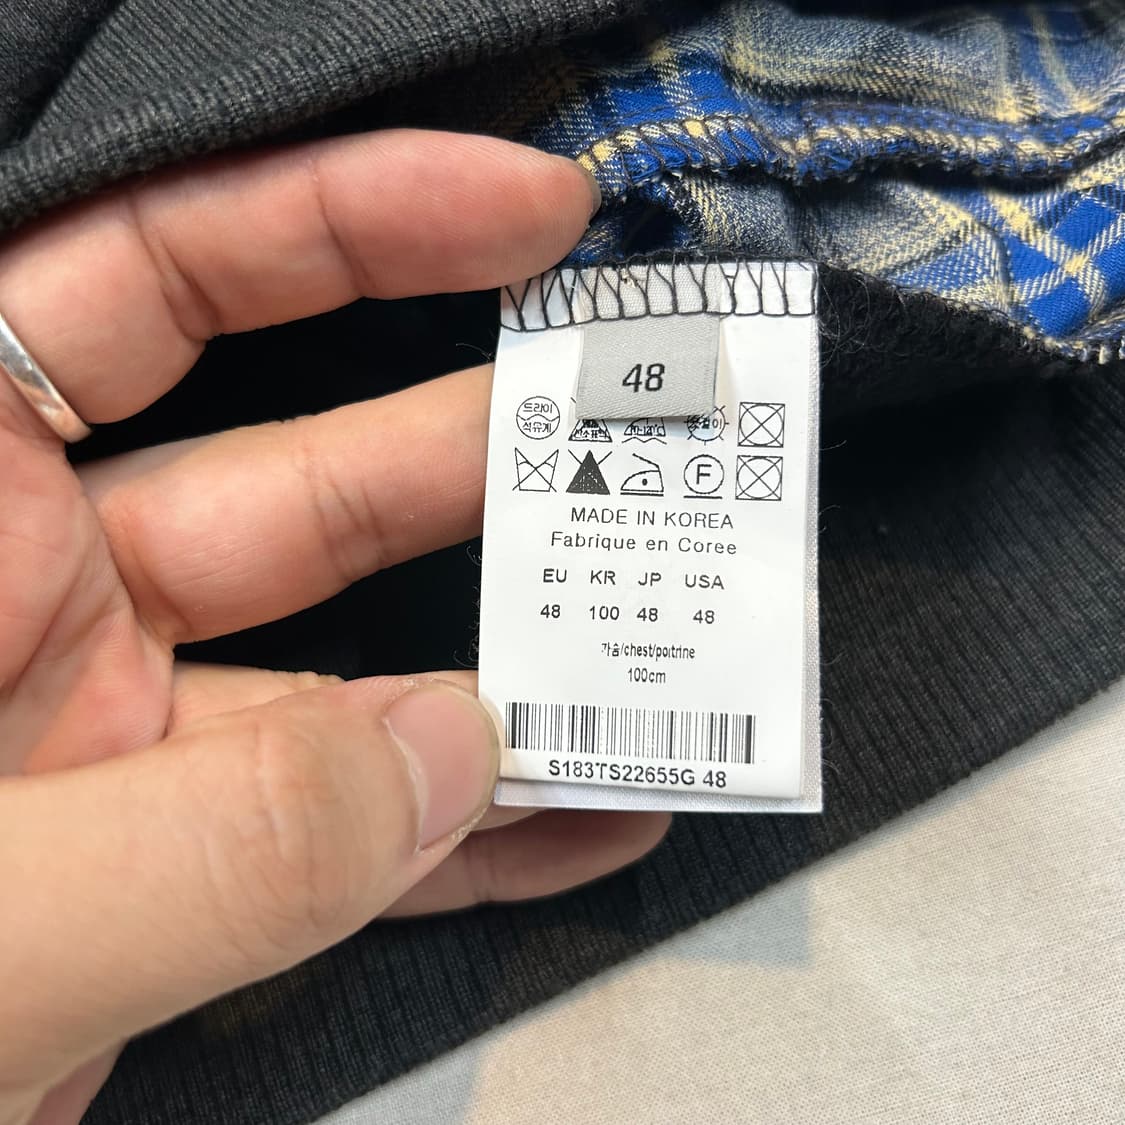 48
드라이
석유계
MADE IN KOREA
Fabrique en Coree
F
EU KR JP USA
48 100 48 48
가슴/chest/poitrine
100cm
S183TS22655G 48